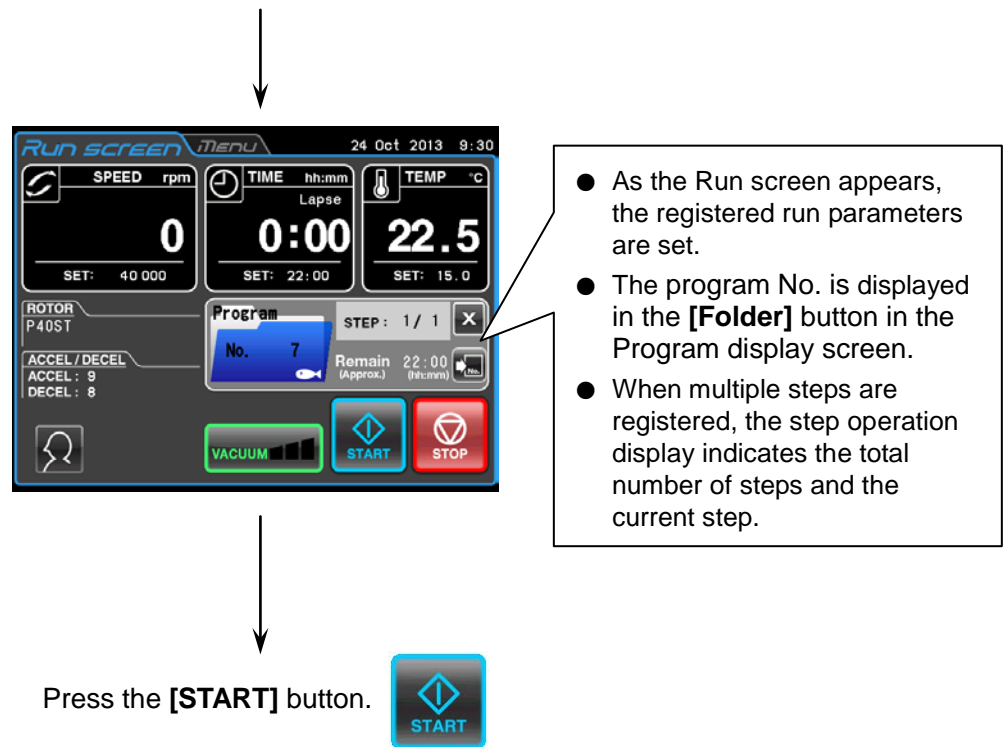 Run screen Menu 24 Oct 2013 9:30
SPEED rpm
0
SET: 40 000
TIME hh:mm
Lapse
0:00
SET: 22:00
TEMP °C
22.5
SET: 15.0
ROTOR
P40ST
ACCEL/DECEL
ACCEL: 9
DECEL: 8
Program
No. 7
STEP: 1/ 1 X
Remain 22:00
(Approx.) (hh:mm)
No.
VACUUM
START
STOP
● As the Run screen appears,
the registered run parameters
are set.
● The program No. is displayed
in the [Folder] button in the
Program display screen.
● When multiple steps are
registered, the step operation
display indicates the total
number of steps and the
current step.
Press the [START] button.
START